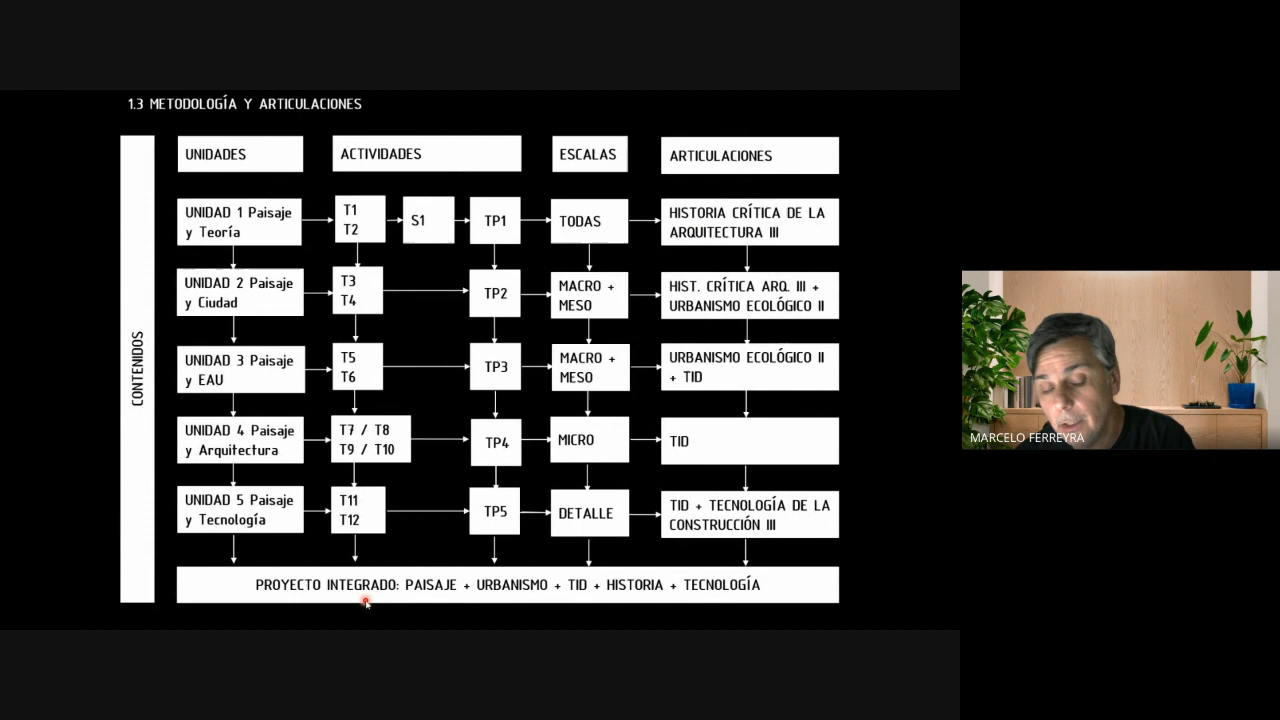 1.3 METODOLOGÍA Y ARTICULACIONES
CONTENIDOS
UNIDADES
ACTIVIDADES
ESCALAS
ARTICULACIONES
UNIDAD 1 Paisaje
y Teoría
T1
T2
S1
TP1
TODAS
HISTORIA CRÍTICA DE LA
ARQUITECTURA III
UNIDAD 2 Paisaje
y Ciudad
T3
T4
TP2
MACRO +
MESO
HIST. CRÍTICA ARQ. III +
URBANISMO ECOLÓGICO II
UNIDAD 3 Paisaje
y EAU
T5
T6
TP3
MACRO +
MESO
URBANISMO ECOLÓGICO II
+ TID
UNIDAD 4 Paisaje
y Arquitectura
T7 / T8
T9 / T10
TP4
MICRO
TID
UNIDAD 5 Paisaje
y Tecnología
T11
T12
TP5
DETALLE
TID + TECNOLOGÍA DE LA
CONSTRUCCIÓN III
PROYECTO INTEGRADO: PAISAJE + URBANISMO + TID + HISTORIA + TECNOLOGÍA
MARCELO FERREYRA